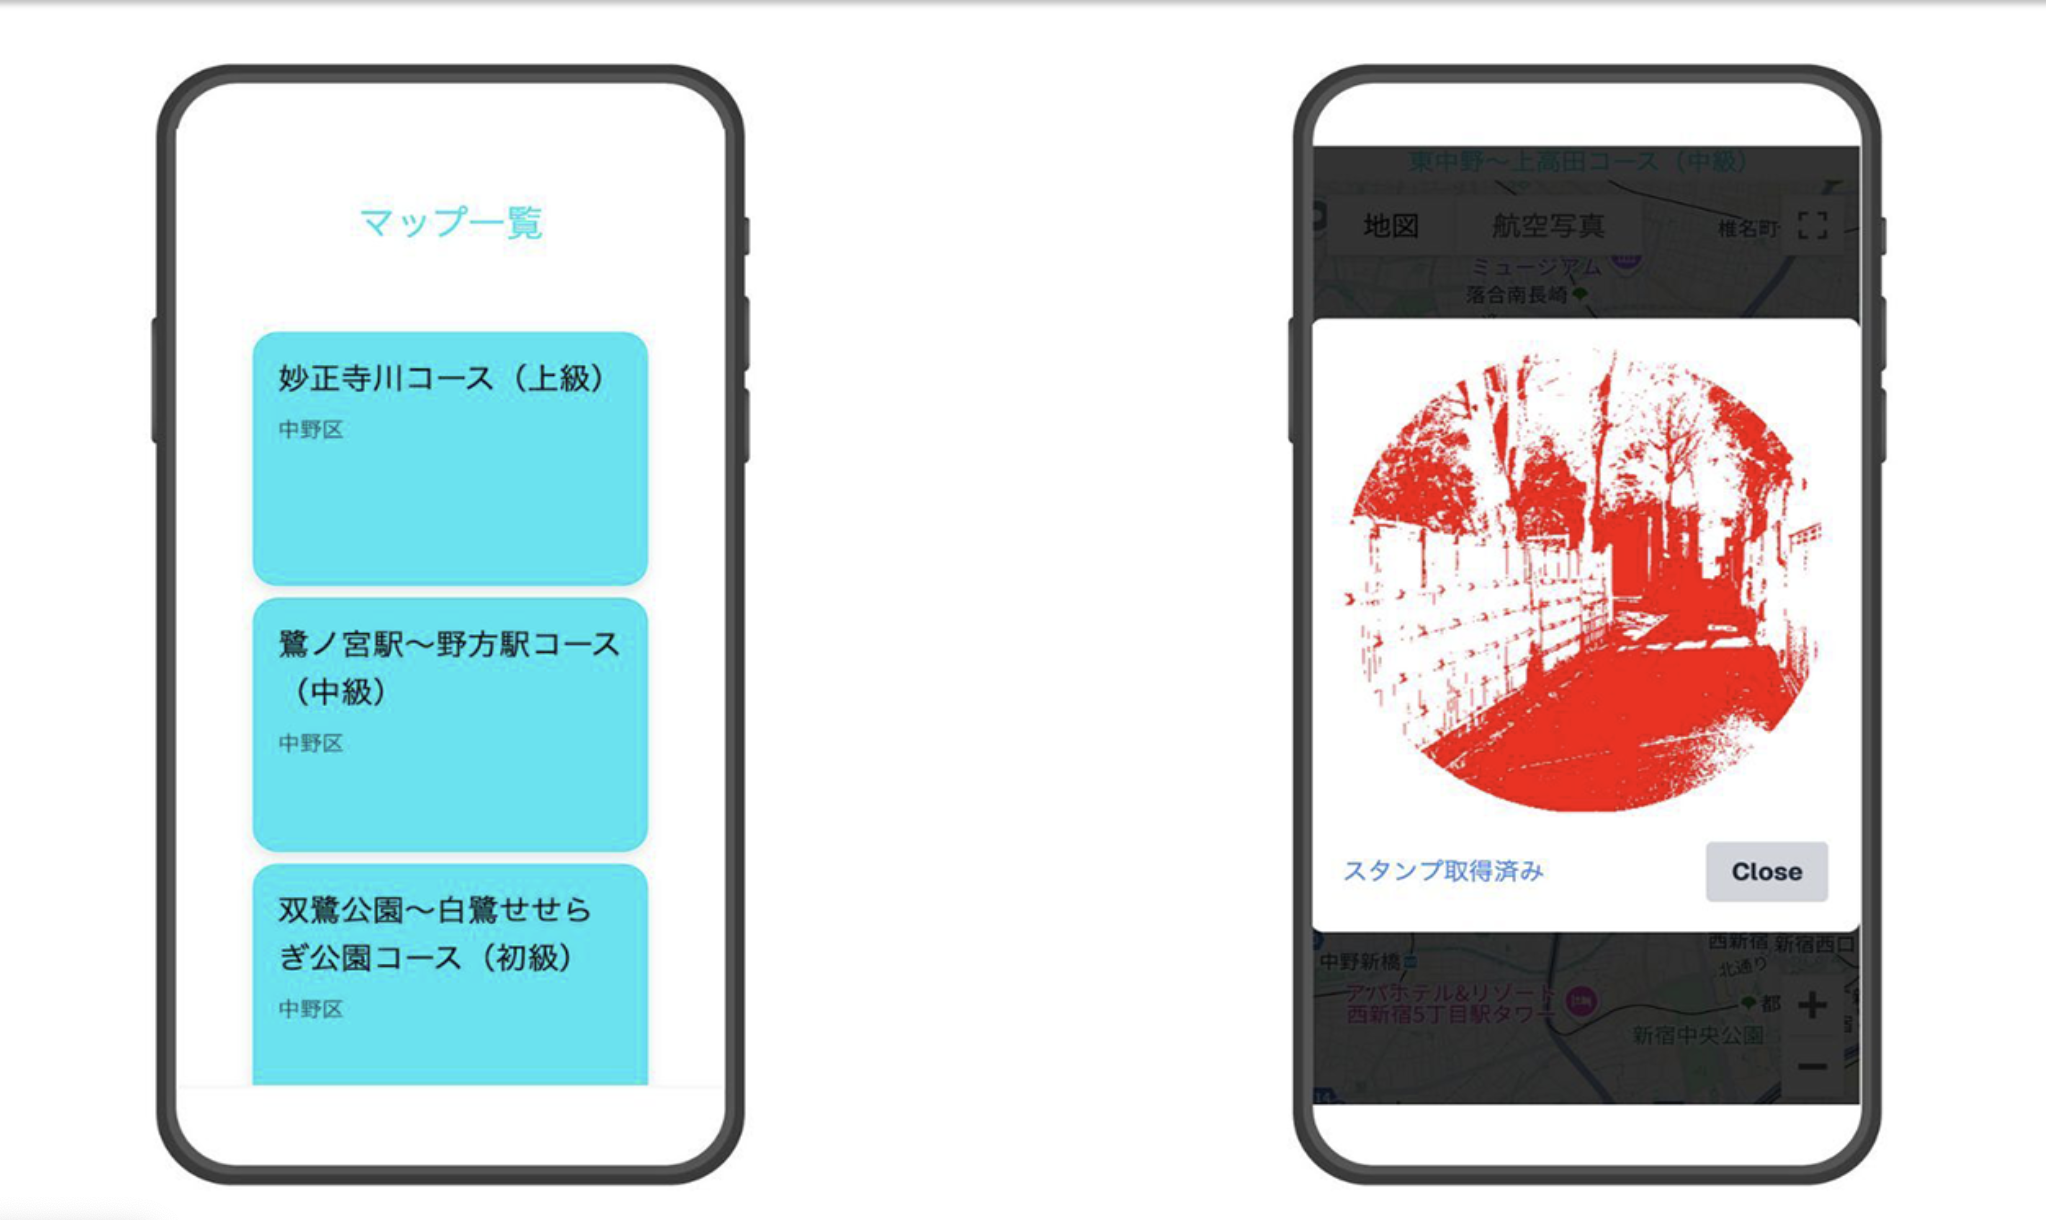 マップ一覧
妙正寺川コース（上級）
中野区
鷺ノ宮駅〜野方駅コース
（中級）
中野区
双鷺公園〜白鷺せせら
ぎ公園コース（初級）
中野区
東中野〜上高田コース（中級）
地図
航空写真
椎名町
ミュージアム
落合南長崎
スタンプ取得済み
Close
西新宿
新宿西口
中野新橋
北通り
アパホテル&リゾート
西新宿5丁目駅タワー
都
新宿中央公園
14